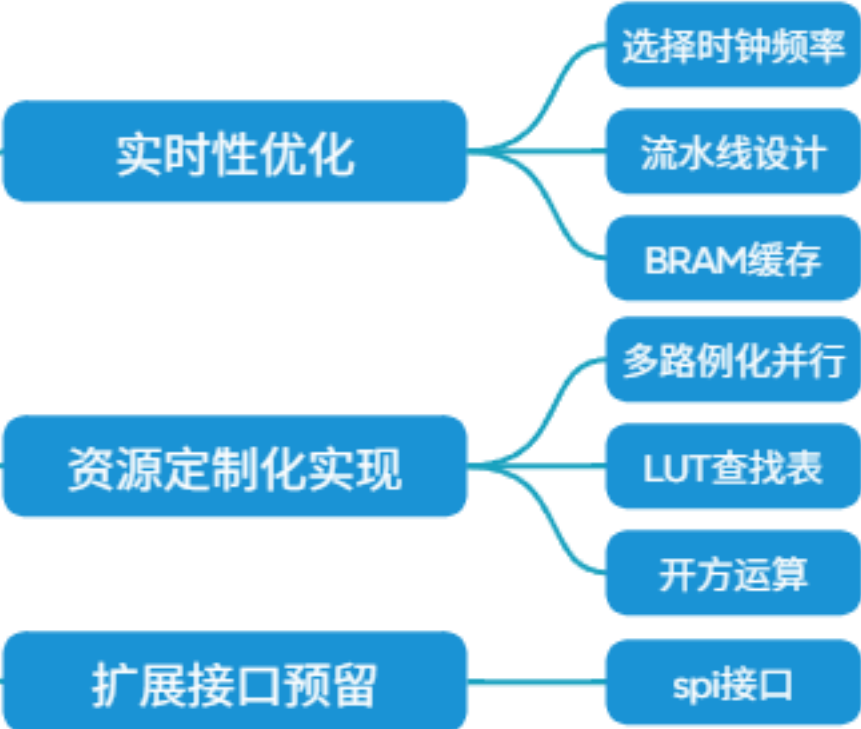 实时性优化
选择时钟频率
流水线设计
BRAM缓存
资源定制化实现
多路例化并行
LUT查找表
开方运算
扩展接口预留
spi接口